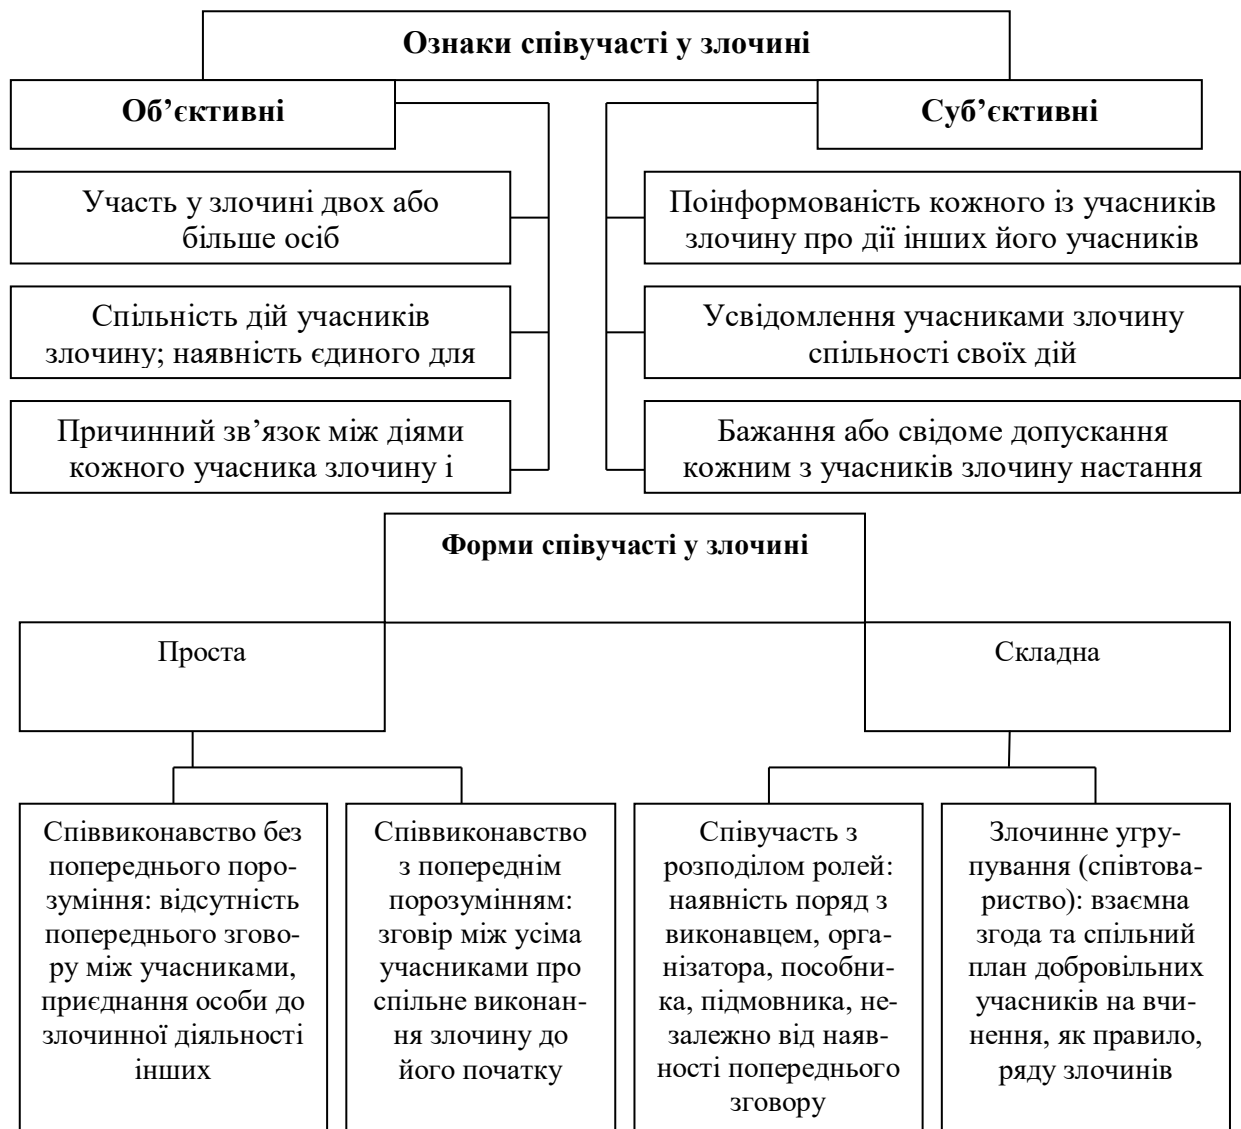 Ознаки співучасті у злочині
Об’єктивні
Суб’єктивні
Участь у злочині двох або
більше осіб
Спільність дій учасників
злочину; наявність єдиного для
Причинний зв’язок між діями
кожного учасника злочину і
Поінформованість кожного із учасників
злочину про дії інших його учасників
Усвідомлення учасниками злочину
спільності своїх дій
Бажання або свідоме допускання
кожним з учасників злочину настання
Форми співучасті у злочині
Проста
Складна
Співвиконавство без
попереднього поро-
зуміння: відсутність
попереднього згово-
ру між учасниками,
приєднання особи до
злочинної діяльності
інших
Співвиконавство
з попереднім
порозумінням:
зговір між усіма
учасниками про
спільне виконан-
ня злочину до
його початку
Співучасть з
розподілом ролей:
наявність поряд з
виконавцем, орга-
нізатора, пособни-
ка, підмовника, не-
залежно від наяв-
ності попереднього
зговору
Злочинне угру-
пування (співтова-
риство): взаємна
згода та спільний
план добровільних
учасників на вчи-
нення, як правило,
ряду злочинів